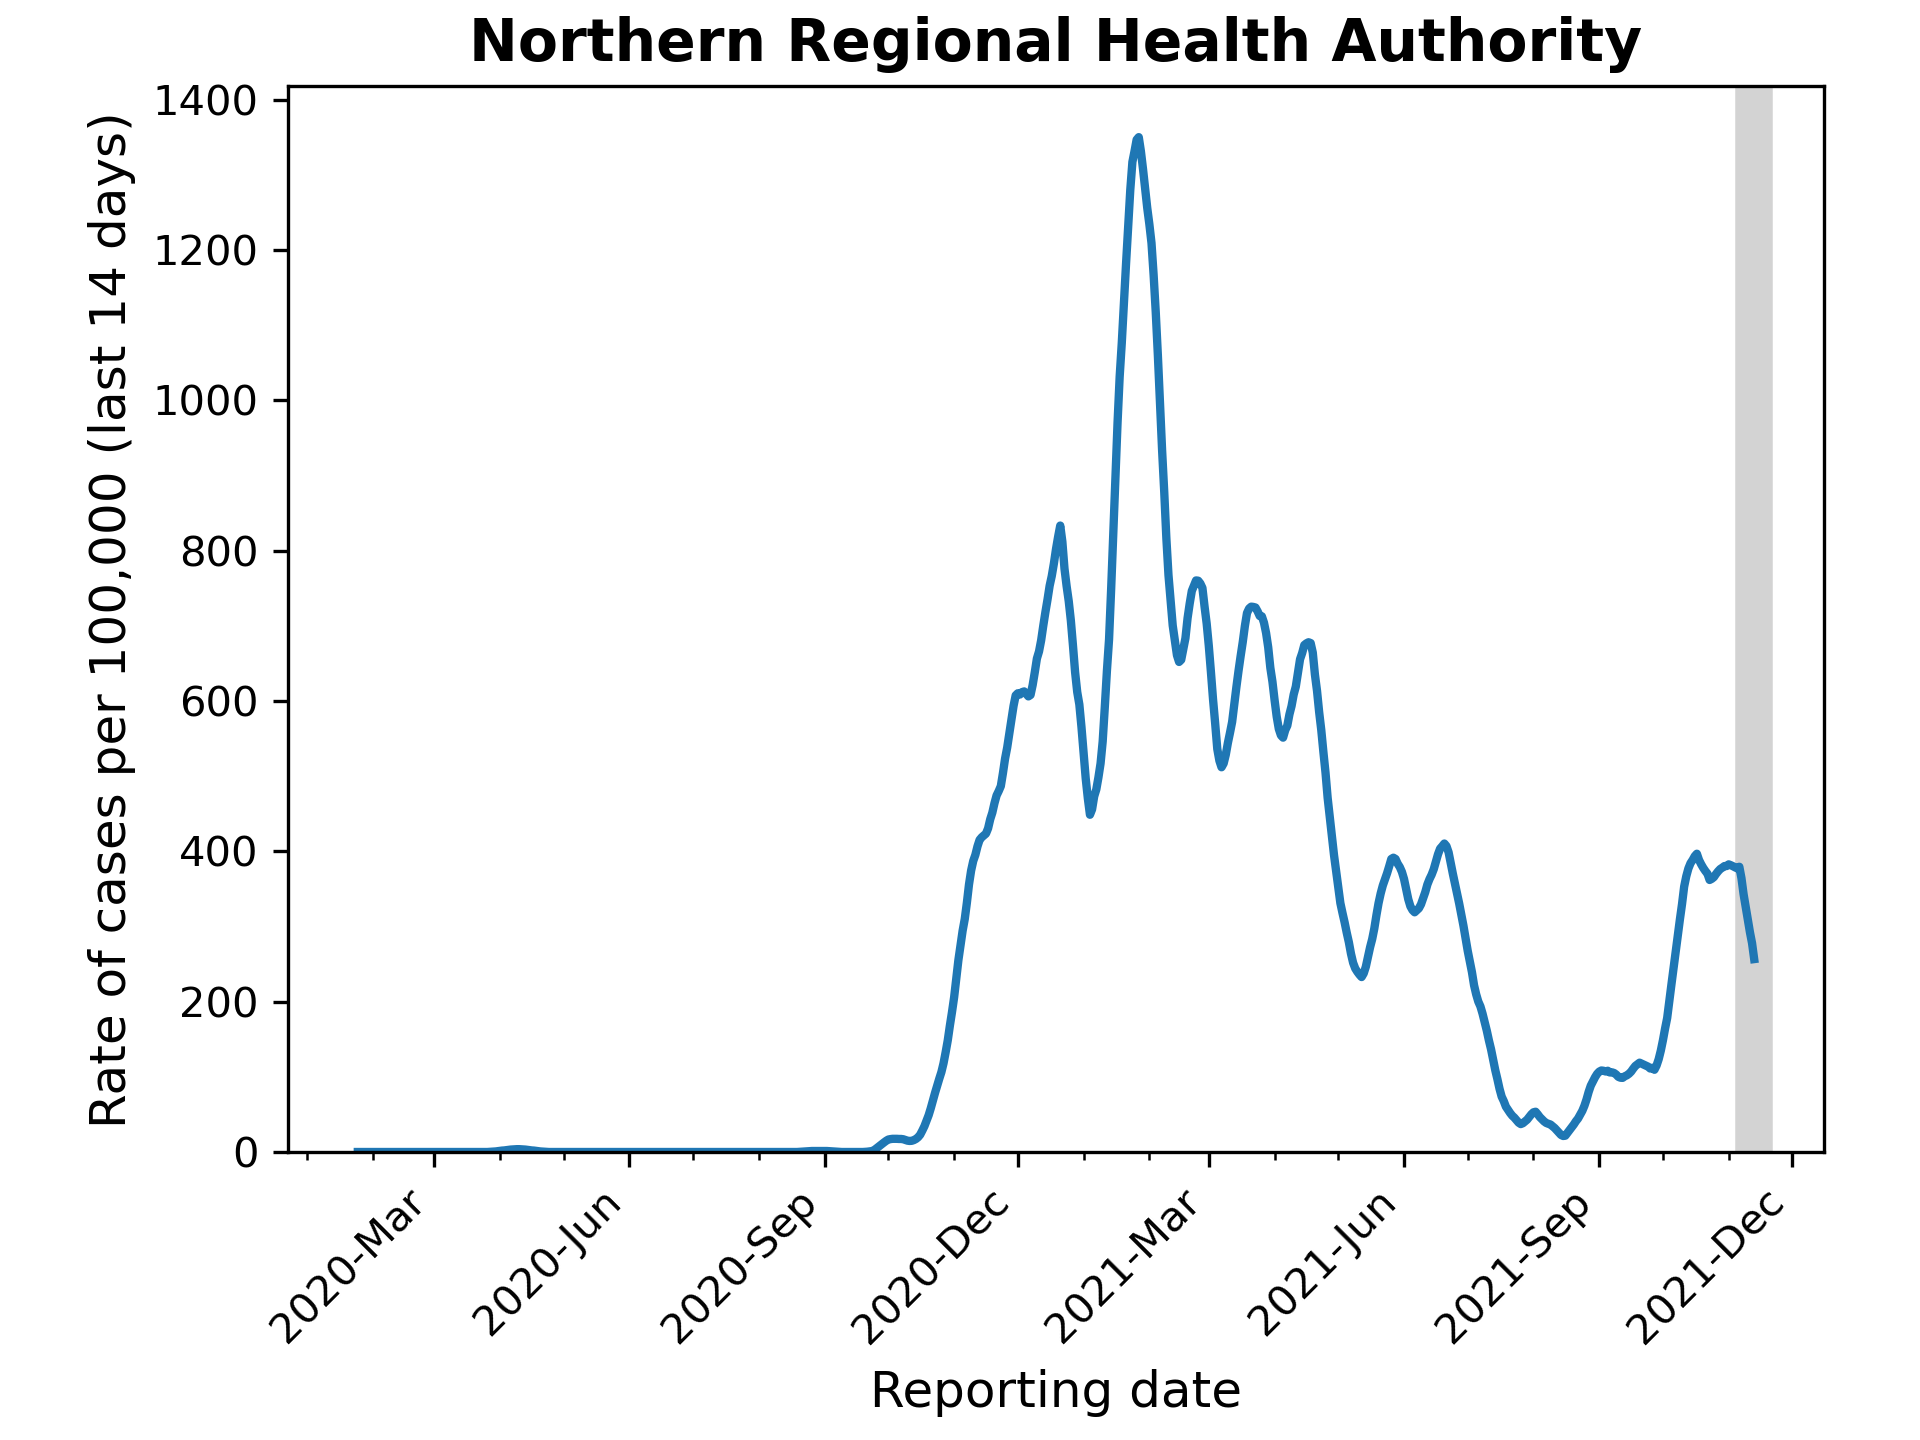 Northern Regional Health Authority
Rate of cases per 100,000 (last 14 days)
1400
1200
1000
800
600
400
200
0
2020-Mar
2020-Jun
2020-Sep
2020-Dec
2021-Mar
2021-Jun
2021-Sep
2021-Dec
Reporting date